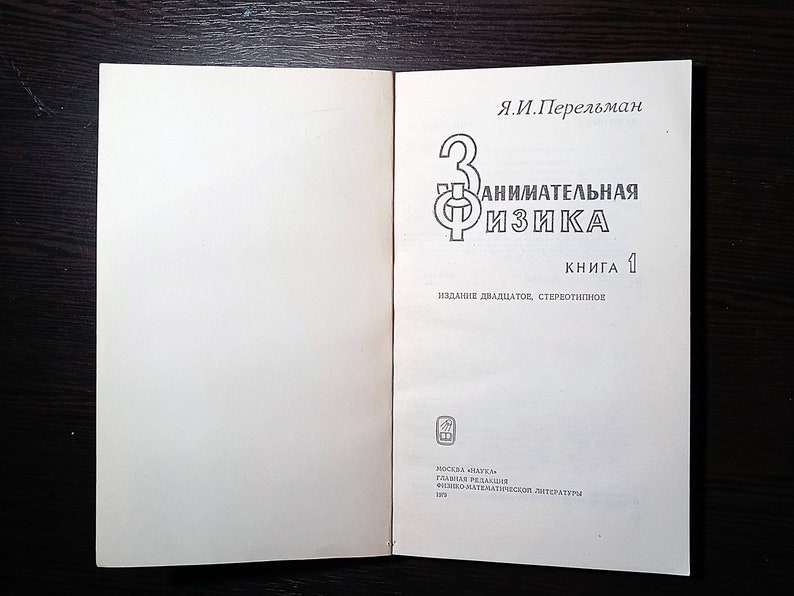 Я.И.Перельман
Занимательная
Физика
КНИГА 1
ИЗДАНИЕ ДВАДЦАТОЕ, СТЕРЕОТИПНОЕ
МОСКВА «НАУКА»
ГЛАВНАЯ РЕДАКЦИЯ
ФИЗИКО-МАТЕМАТИЧЕСКОЙ ЛИТЕРАТУРЫ
1979